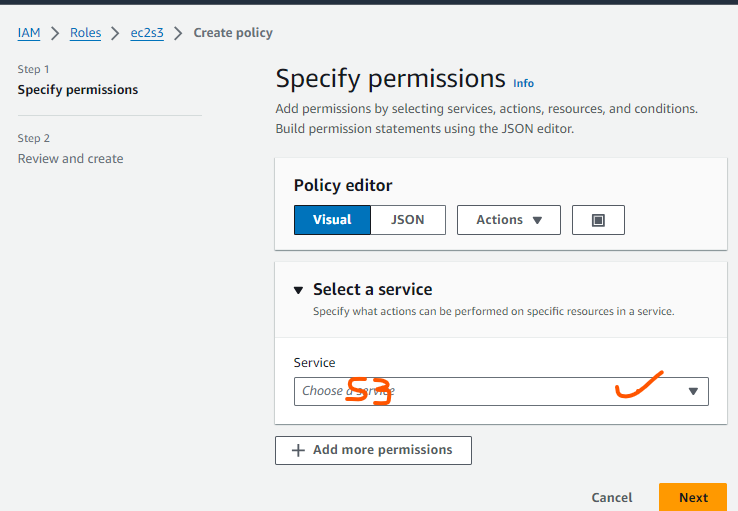 IAM > Roles > ec2s3 > Create policy
Step 1
Specify permissions
Step 2
Review and create
Specify permissions Info
Add permissions by selecting services, actions, resources, and conditions.
Build permission statements using the JSON editor.
Policy editor
Visual JSON Actions
Select a service
Specify what actions can be performed on specific resources in a service.
Service
Choose a service
S3
Add more permissions
Cancel Next